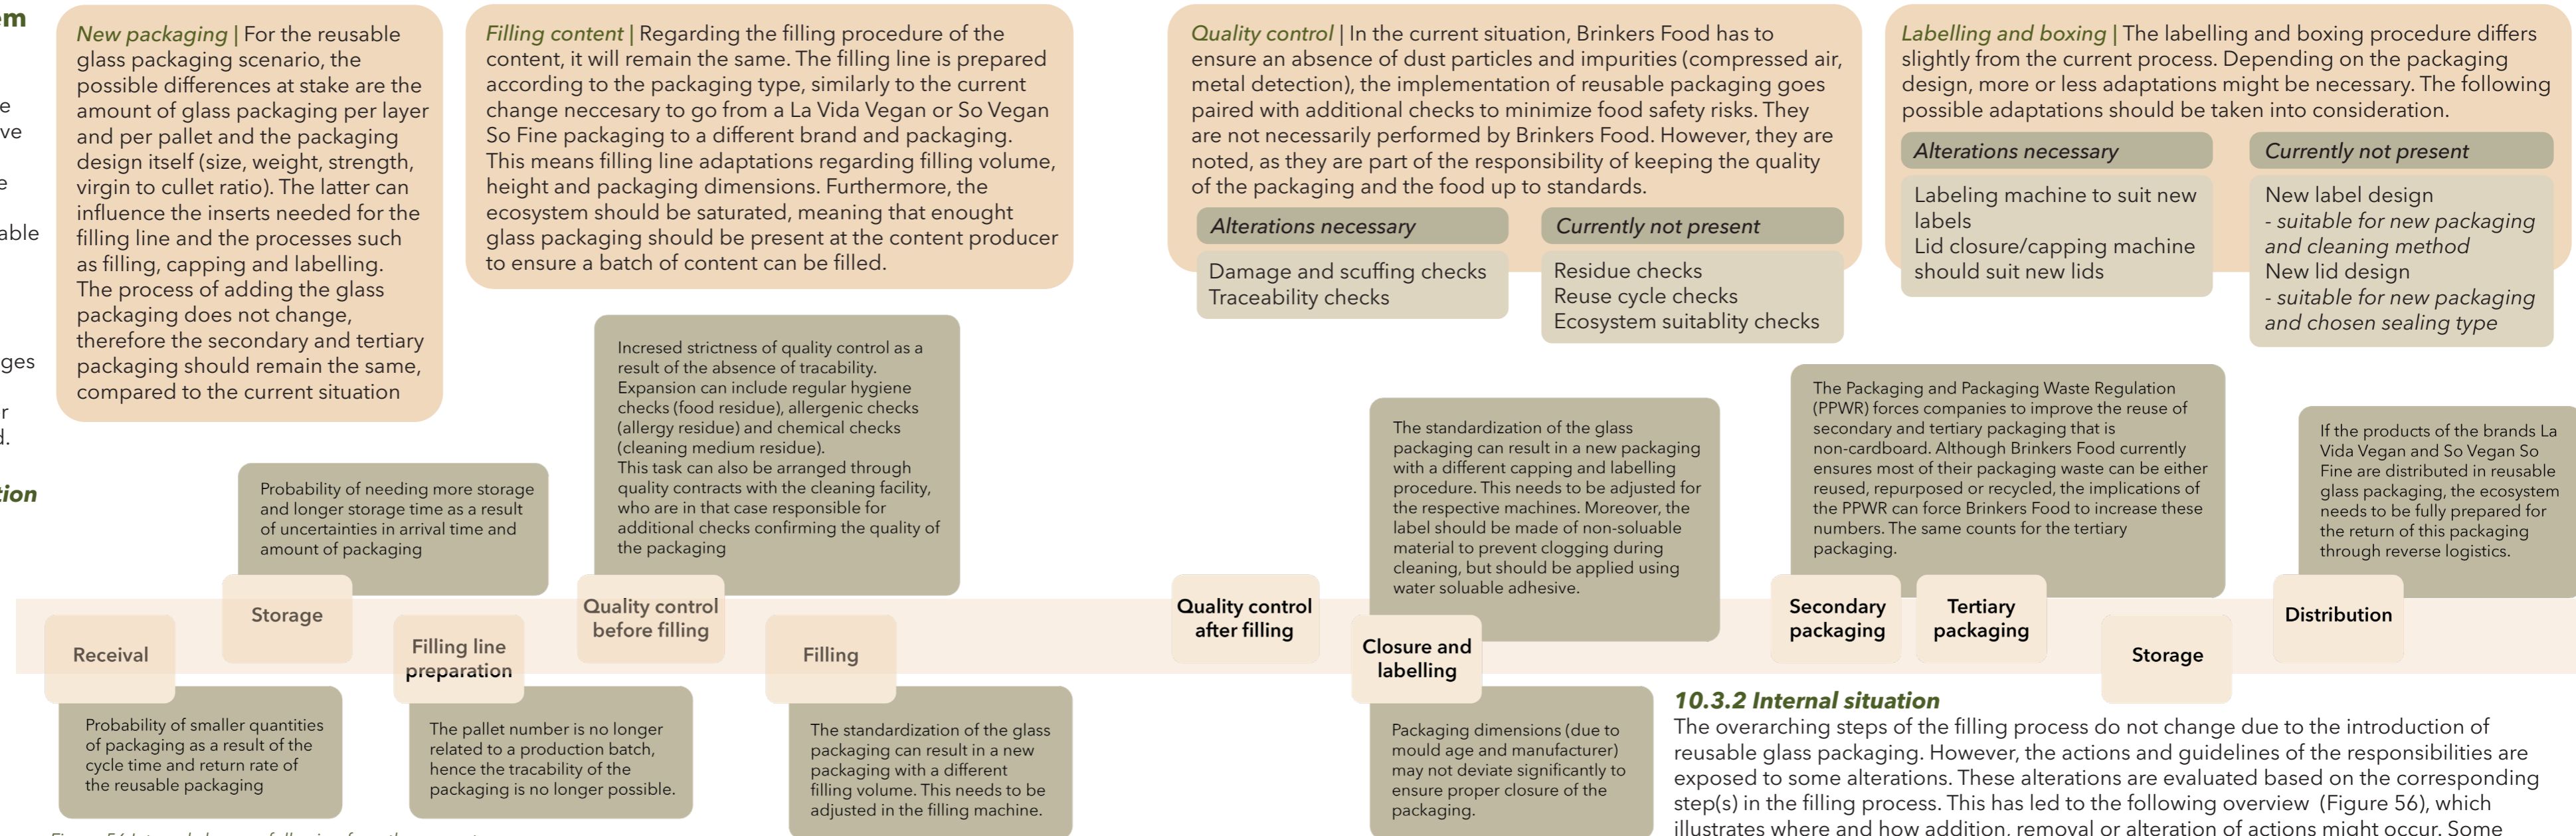 em
e
ve
e
able
ges
r
d.
tion
New packaging | For the reusable
glass packaging scenario, the
possible differences at stake are the
amount of glass packaging per layer
and per pallet and the packaging
design itself (size, weight, strength,
virgin to cullet ratio). The latter can
influence the inserts needed for the
filling line and the processes such
as filling, capping and labelling.
The process of adding the glass
packaging does not change,
therefore the secondary and tertiary
packaging should remain the same,
compared to the current situation
Filling content | Regarding the filling procedure of the
content, it will remain the same. The filling line is prepared
according to the packaging type, similarly to the current
change neccesary to go from a La Vida Vegan or So Vegan
So Fine packaging to a different brand and packaging.
This means filling line adaptations regarding filling volume,
height and packaging dimensions. Furthermore, the
ecosystem should be saturated, meaning that enought
glass packaging should be present at the content producer
to ensure a batch of content can be filled.
Quality control | In the current situation, Brinkers Food has to
ensure an absence of dust particles and impurities (compressed air,
metal detection), the implementation of reusable packaging goes
paired with additional checks to minimize food safety risks. They
are not necessarily performed by Brinkers Food. However, they are
noted, as they are part of the responsibility of keeping the quality
of the packaging and the food up to standards.
Alterations necessary
Damage and scuffing checks
Traceability checks
Currently not present
Residue checks
Reuse cycle checks
Ecosystem suitablity checks
Labelling and boxing | The labelling and boxing procedure differs
slightly from the current process. Depending on the packaging
design, more or less adaptations might be necessary. The following
possible adaptations should be taken into consideration.
Alterations necessary
Labeling machine to suit new
labels
Lid closure/capping machine
should suit new lids
Currently not present
New label design
- suitable for new packaging
and cleaning method
New lid design
- suitable for new packaging
and chosen sealing type
Probability of needing more storage
and longer storage time as a result
of uncertainties in arrival time and
amount of packaging
Incresed strictness of quality control as a
result of the absence of tracability.
Expansion can include regular hygiene
checks (food residue), allergenic checks
(allergy residue) and chemical checks
(cleaning medium residue).
This task can also be arranged through
quality contracts with the cleaning facility,
who are in that case responsible for
additional checks confirming the quality of
the packaging
The standardization of the glass
packaging can result in a new packaging
with a different capping and labelling
procedure. This needs to be adjusted for
the respective machines. Moreover, the
label should be made of non-soluable
material to prevent clogging during
cleaning, but should be applied using
water soluable adhesive.
The Packaging and Packaging Waste Regulation
(PPWR) forces companies to improve the reuse of
secondary and tertiary packaging that is
non-cardboard. Although Brinkers Food currently
ensures most of their packaging waste can be either
reused, repurposed or recycled, the implications of
the PPWR can force Brinkers Food to increase these
numbers. The same counts for the tertiary
packaging.
If the products of the brands La
Vida Vegan and So Vegan So
Fine are distributed in reusable
glass packaging, the ecosystem
needs to be fully prepared for
the return of this packaging
through reverse logistics.
Receival
Storage
Filling line
preparation
Quality control
before filling
Filling
Quality control
after filling
Closure and
labelling
Secondary
packaging
Tertiary
packaging
Storage
Distribution
Probability of smaller quantities
of packaging as a result of the
cycle time and return rate of
the reusable packaging
The pallet number is no longer
related to a production batch,
hence the tracability of the
packaging is no longer possible.
The standardization of the glass
packaging can result in a new
packaging with a different
filling volume. This needs to be
adjusted in the filling machine.
Packaging dimensions (due to
mould age and manufacturer)
may not deviate significantly to
ensure proper closure of the
packaging.
10.3.2 Internal situation
The overarching steps of the filling process do not change due to the introduction of
reusable glass packaging. However, the actions and guidelines of the responsibilities are
exposed to some alterations. These alterations are evaluated based on the corresponding
step(s) in the filling process. This has led to the following overview (Figure 56), which
illustrates where and how addition, removal or alteration of actions might occur. Some